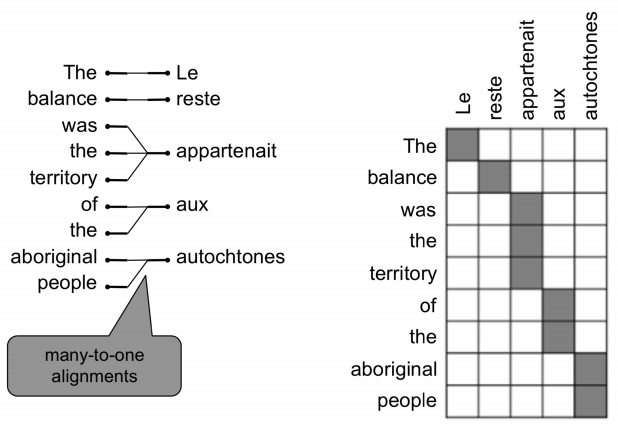 The Le
balance reste
was
the appartenait
territory
of aux
the
aboriginal autochtones
people
many-to-one
alignments
Le reste appartenait aux autochtones
The
balance
was
the
territory
of
the
aboriginal
people